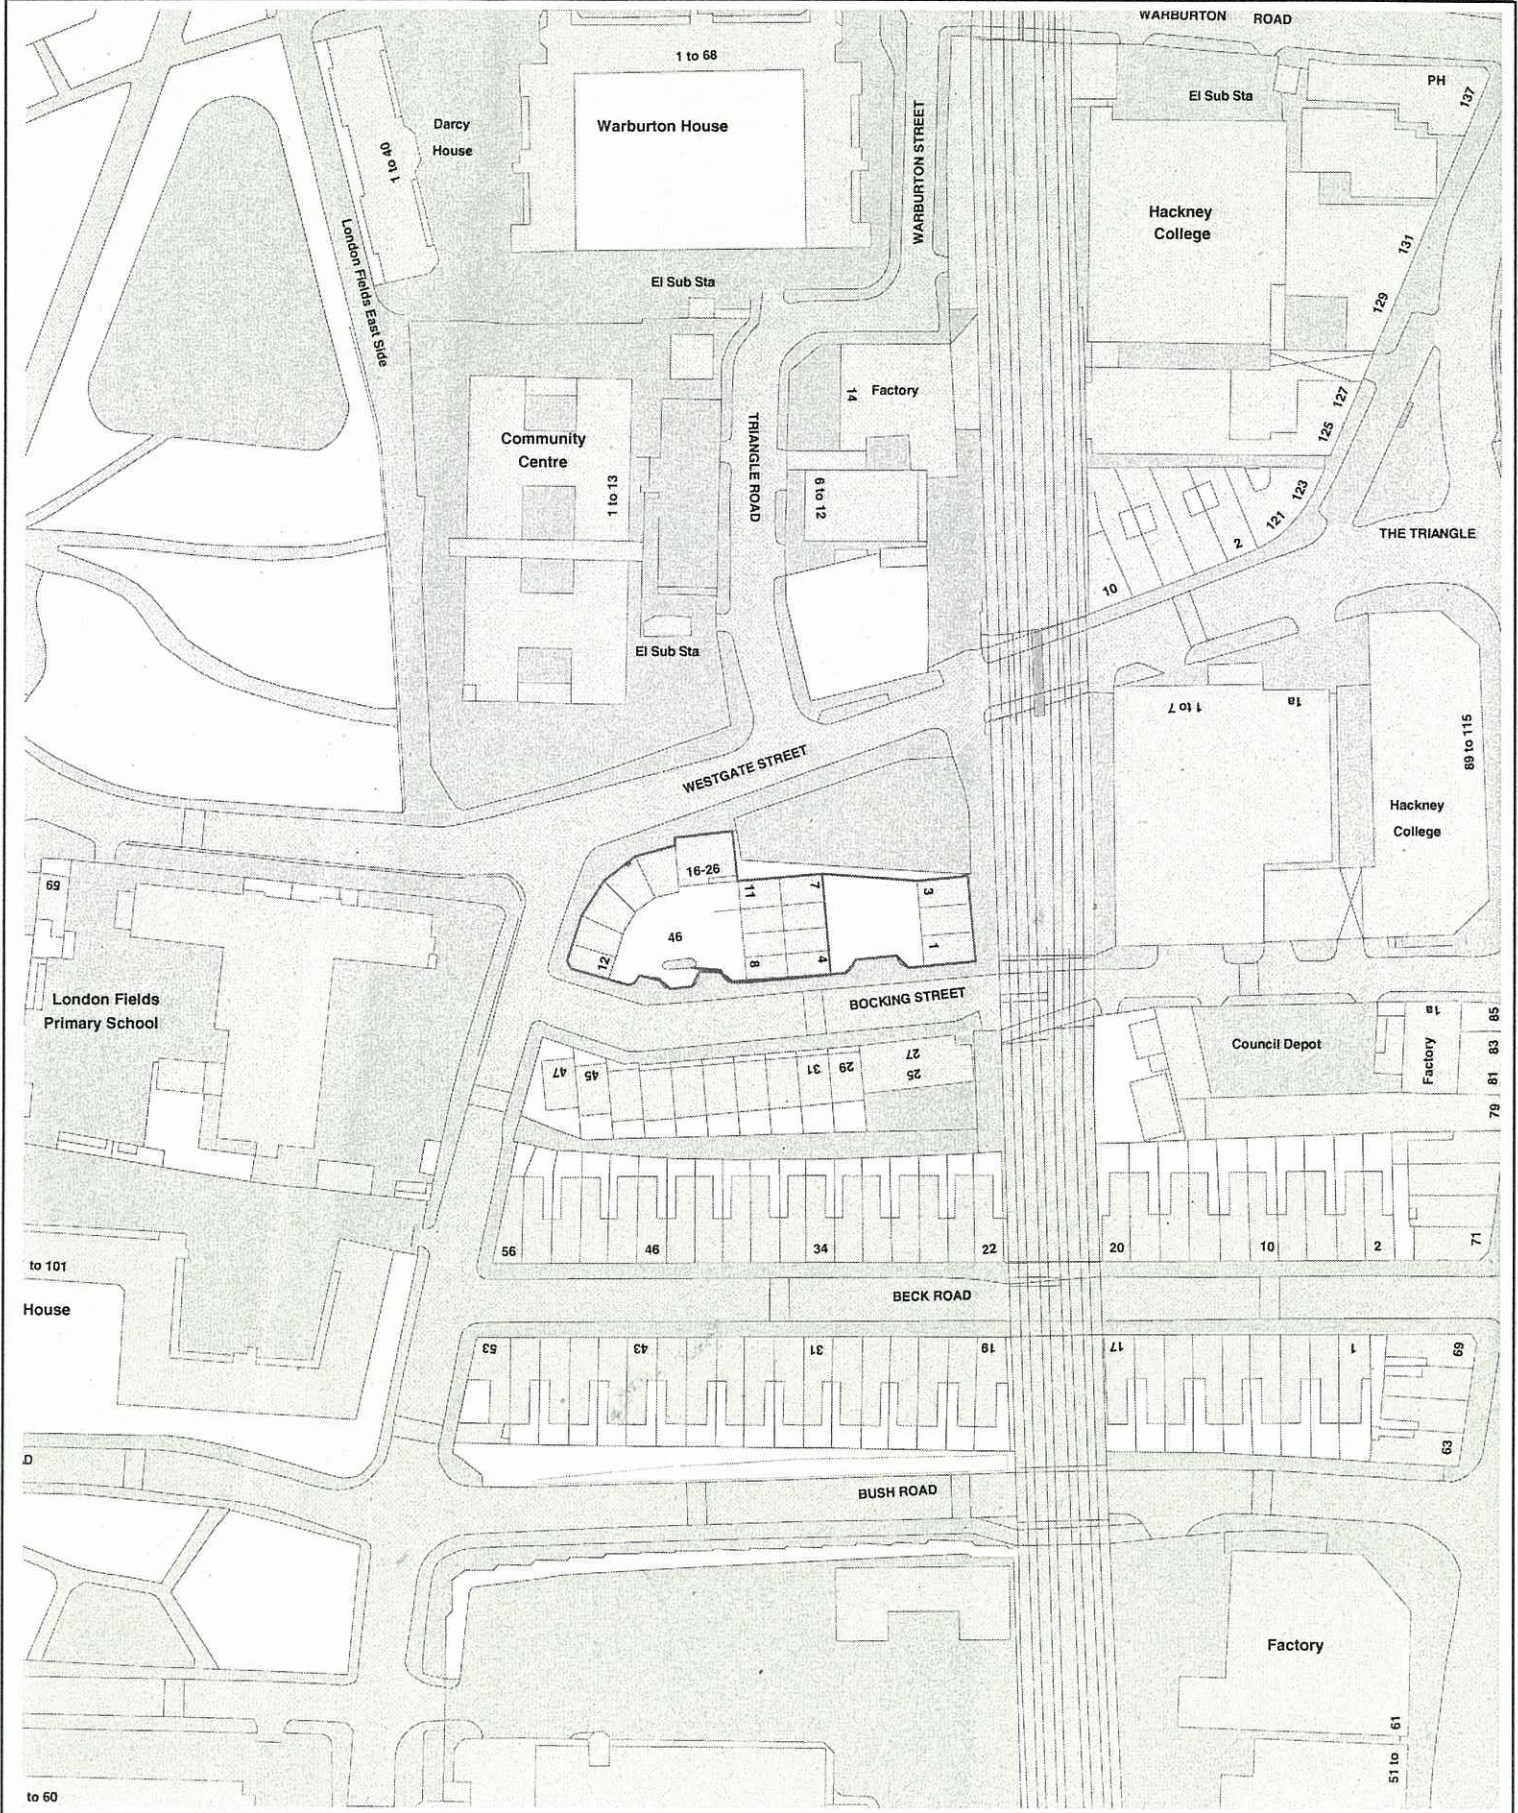 WARBURTON ROAD
1 to 68
PH
137
El Sub Sta
Darcy
House
Warburton House
1 to 40
WARBURTON STREET
Hackney
College
London Fields East Side
131
El Sub Sta
129
14
Factory
127
125
Community
Centre
TRIANGLE ROAD
1 to 13
6 to 12
123
121
2
THE TRIANGLE
10
El Sub Sta
1 to 7
1a
89 to 115
WESTGATE STREET
Hackney
College
69
16-26
11
7
3
46
12
8
4
1
London Fields
Primary School
BOCKING STREET
1a
85
Council Depot
Factory
83
81
79
47
45
31
29
27
25
56
46
34
22
20
10
2
71
to 101
House
BECK ROAD
53
43
31
19
17
1
69
63
D
BUSH ROAD
Factory
51 to 61
to 60